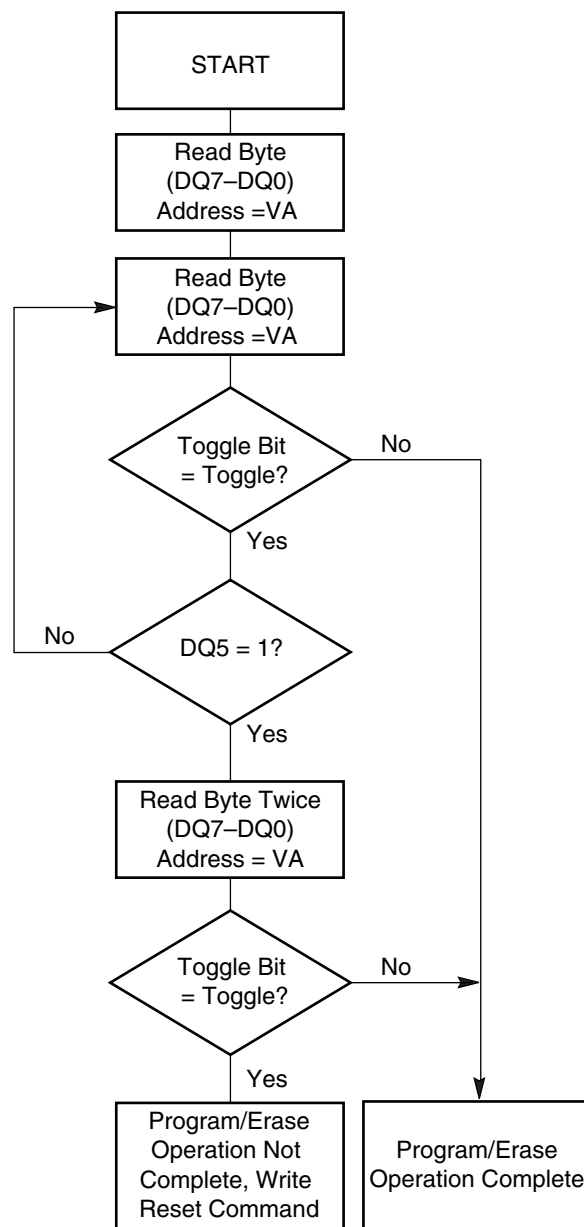 START
Read Byte
(DQ7–DQ0)
Address =VA
Read Byte
(DQ7–DQ0)
Address =VA
Toggle Bit
= Toggle?
No
Yes
No
DQ5 = 1?
Yes
Read Byte Twice
(DQ7–DQ0)
Address = VA
Toggle Bit
= Toggle?
No
Yes
Program/Erase
Operation Not
Complete, Write
Reset Command
Program/Erase
Operation Complete